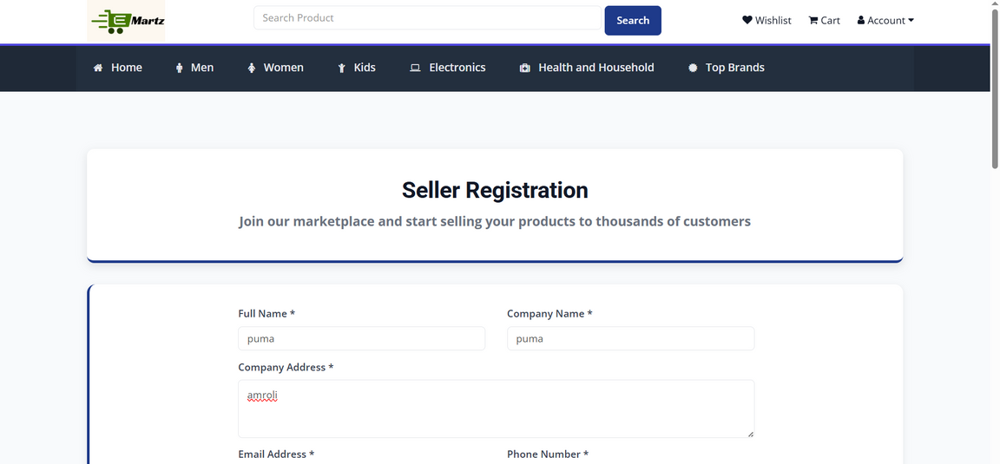 E Martz
Search Product
Search
Wishlist
Cart
Account
Home
Men
Women
Kids
Electronics
Health and Household
Top Brands
Seller Registration
Join our marketplace and start selling your products to thousands of customers
Full Name *
Company Name *
puma
puma
Company Address *
amroli
Email Address *
Phone Number *